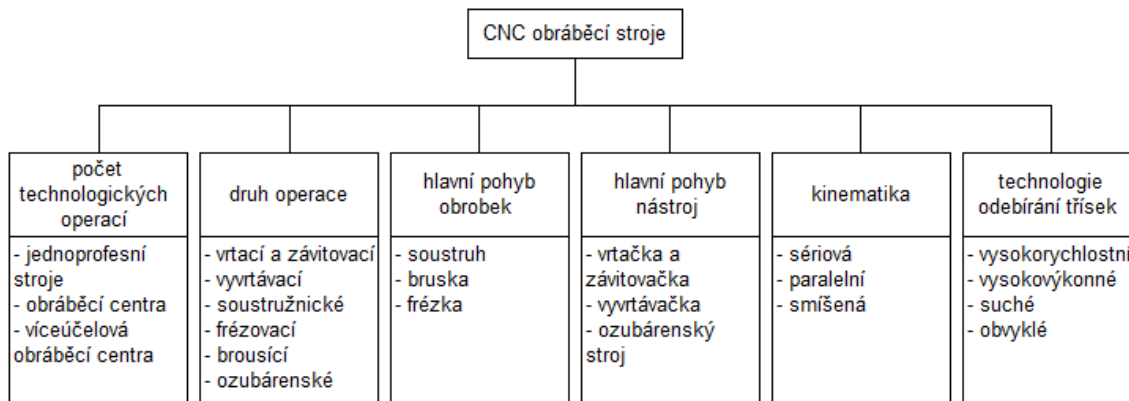 CNC obráběcí stroje
počet
technologických
operací
- jednoprofesní
stroje
- obráběcí centra
- víceúčelová
obráběcí centra
druh operace
- vrtací a závitovací
- vyvrtávací
- soustružnické
- frézovací
- brousící
- ozubárenské
hlavní pohyb
obrobek
- soustruh
- bruska
- frézka
hlavní pohyb
nástroj
- vrtačka a
závitovačka
- vyvrtávačka
- ozubárenský
stroj
kinematika
- sériová
- paralelní
- smíšená
technologie
odebírání třísek
- vysokorychlostní
- vysokovýkonné
- suché
- obvyklé